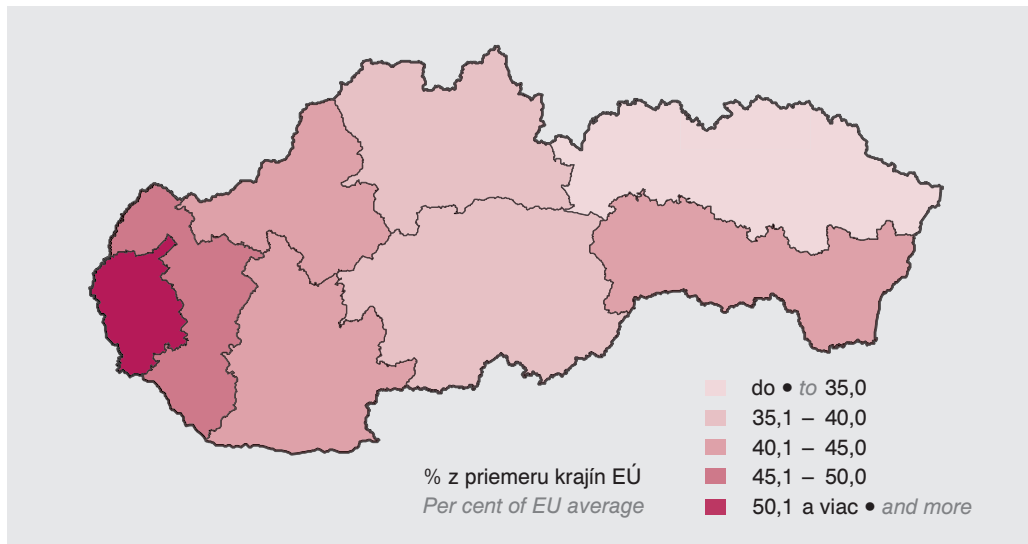 do • to 35,0
35,1 – 40,0
40,1 – 45,0
45,1 – 50,0
50,1 a viac • and more
% z priemeru krajín EÚ
Per cent of EU average